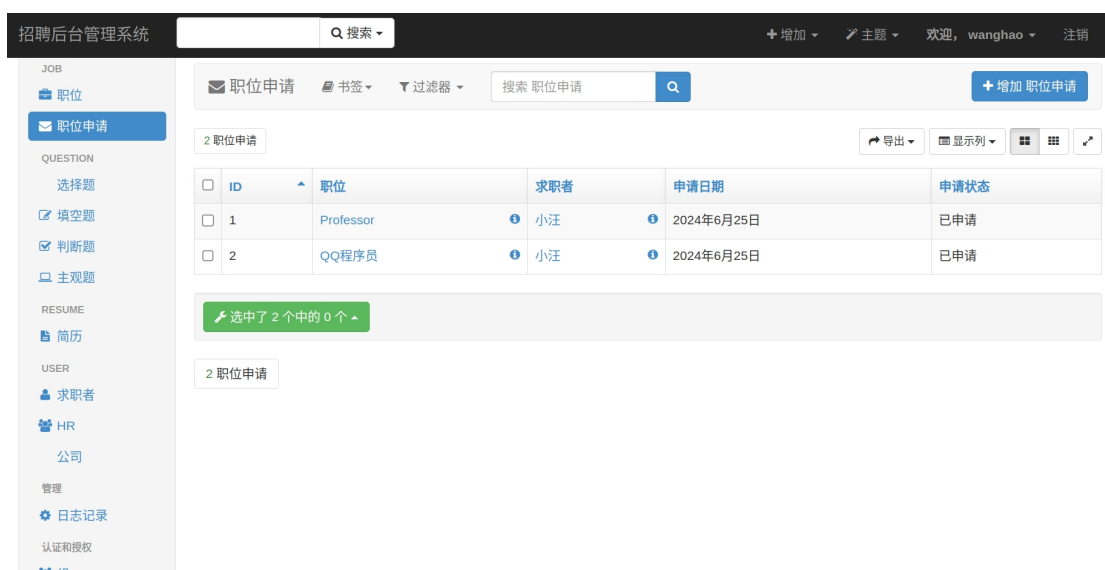 招聘后台管理系统 搜索 增加 主题 欢迎， wanghao 注销
JOB
职位
职位申请
QUESTION
选择题
填空题
判断题
主观题
RESUME
简历
USER
求职者
HR
公司
管理
日志记录
认证和授权
职位申请 书签 过滤器 搜索 职位申请 增加 职位申请
2 职位申请 导出 显示列
ID 职位 求职者 申请日期 申请状态
1 Professor 小汪 2024年6月25日 已申请
2 QQ程序员 小汪 2024年6月25日 已申请
选中了 2 个中的 0 个
2 职位申请